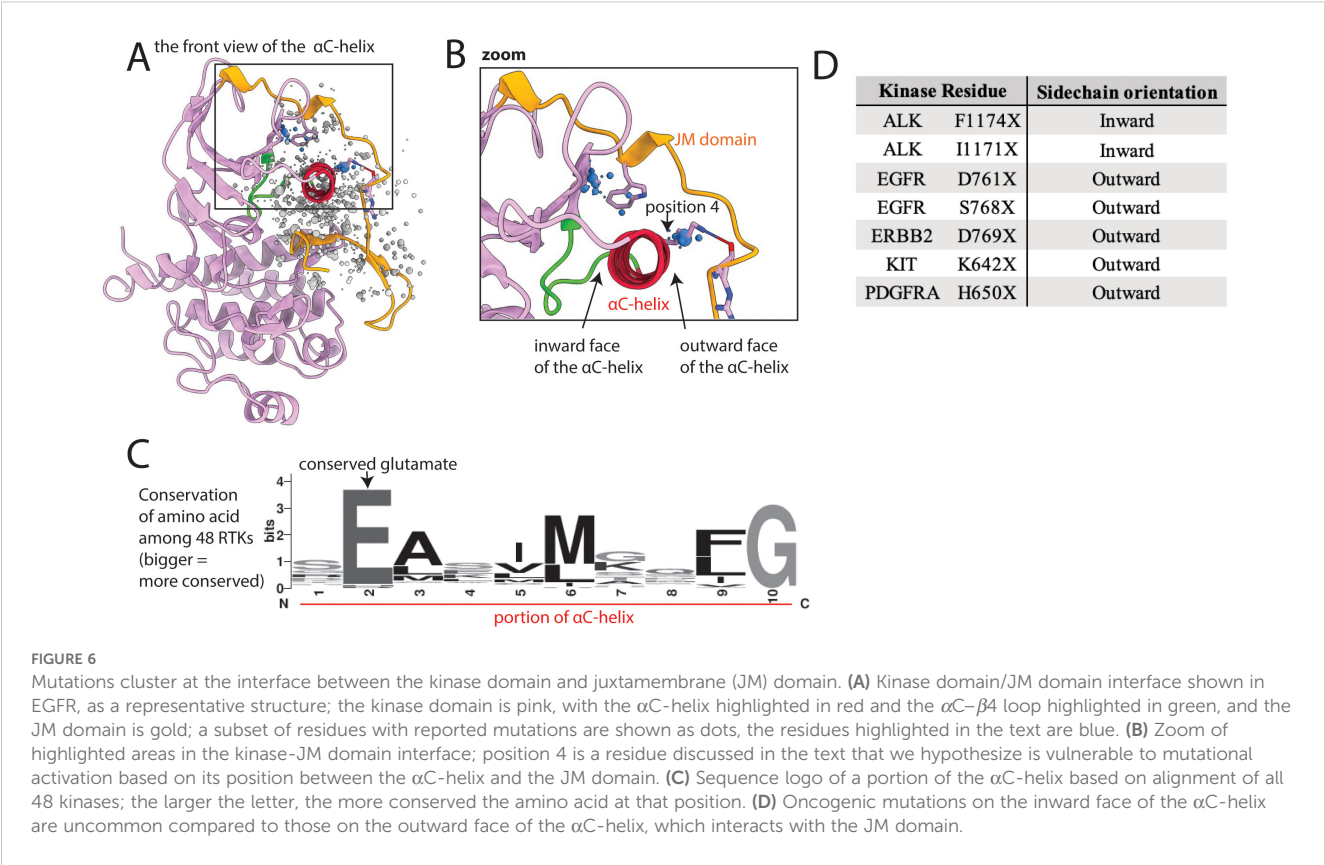 A the front view of the αC-helix
B zoom
JM domain
position 4
αC-helix
inward face
of the αC-helix
outward face
of the αC-helix
D
Kinase Residue Sidechain orientation
ALK F1174X Inward
ALK I1171X Inward
EGFR D761X Outward
EGFR S768X Outward
ERBB2 D769X Outward
KIT K642X Outward
PDGFRA H650X Outward
C
conserved glutamate
Conservation
of amino acid
among 48 RTKs
(bigger =
more conserved)
bits
4
3
2
1
0
E A I M G F G
S S V L K Q L
N 1 2 3 4 5 6 7 8 9 10 C
portion of αC-helix
FIGURE 6
Mutations cluster at the interface between the kinase domain and juxtamembrane (JM) domain. (A) Kinase domain/JM domain interface shown in
EGFR, as a representative structure; the kinase domain is pink, with the αC-helix highlighted in red and the αC–β4 loop highlighted in green, and the
JM domain is gold; a subset of residues with reported mutations are shown as dots, the residues highlighted in the text are blue. (B) Zoom of
highlighted areas in the kinase-JM domain interface; position 4 is a residue discussed in the text that we hypothesize is vulnerable to mutational
activation based on its position between the αC-helix and the JM domain. (C) Sequence logo of a portion of the αC-helix based on alignment of all
48 kinases; the larger the letter, the more conserved the amino acid at that position. (D) Oncogenic mutations on the inward face of the αC-helix
are uncommon compared to those on the outward face of the αC-helix, which interacts with the JM domain.